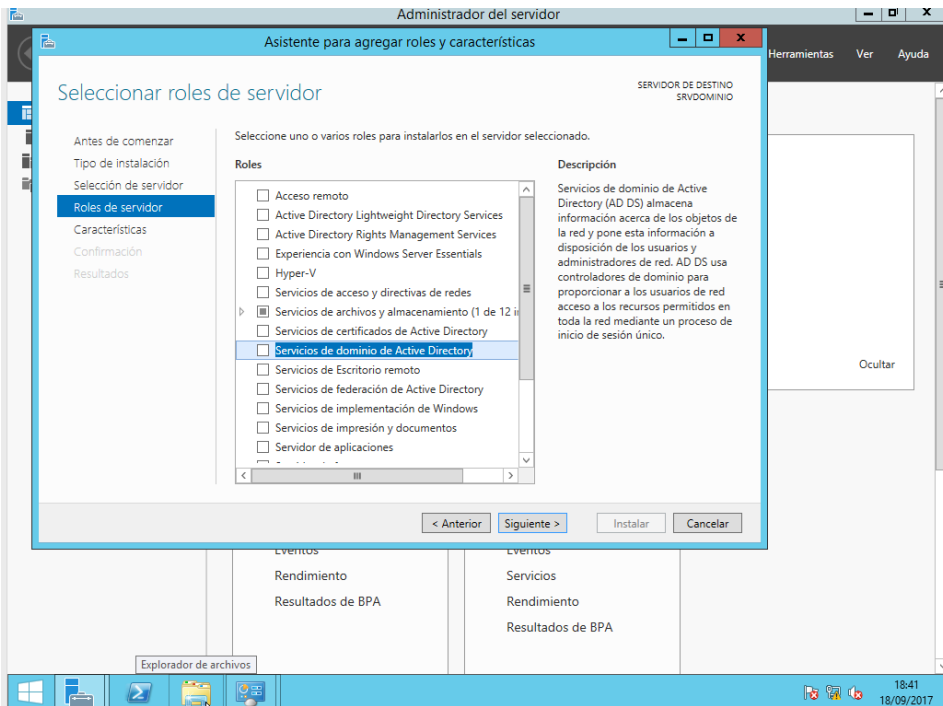 Administrador del servidor
Asistente para agregar roles y características
Herramientas Ver Ayuda
Seleccionar roles de servidor
SERVIDOR DE DESTINO
SRVDOMINIO
Antes de comenzar
Tipo de instalación
Selección de servidor
Roles de servidor
Características
Confirmación
Resultados
Seleccione uno o varios roles para instalarlos en el servidor seleccionado.
Roles
Acceso remoto
Active Directory Lightweight Directory Services
Active Directory Rights Management Services
Experiencia con Windows Server Essentials
Hyper-V
Servicios de acceso y directivas de redes
Servicios de archivos y almacenamiento (1 de 12 i
Servicios de certificados de Active Directory
Servicios de dominio de Active Directory
Servicios de Escritorio remoto
Servicios de federación de Active Directory
Servicios de implementación de Windows
Servicios de impresión y documentos
Servidor de aplicaciones
Descripción
Servicios de dominio de Active
Directory (AD DS) almacena
información acerca de los objetos de
la red y pone esta información a
disposición de los usuarios y
administradores de red. AD DS usa
controladores de dominio para
proporcionar a los usuarios de red
acceso a los recursos permitidos en
toda la red mediante un proceso de
inicio de sesión único.
Ocultar
< Anterior Siguiente > Instalar Cancelar
Eventos
Rendimiento
Resultados de BPA
Eventos
Servicios
Rendimiento
Resultados de BPA
Explorador de archivos
18:41
18/09/2017